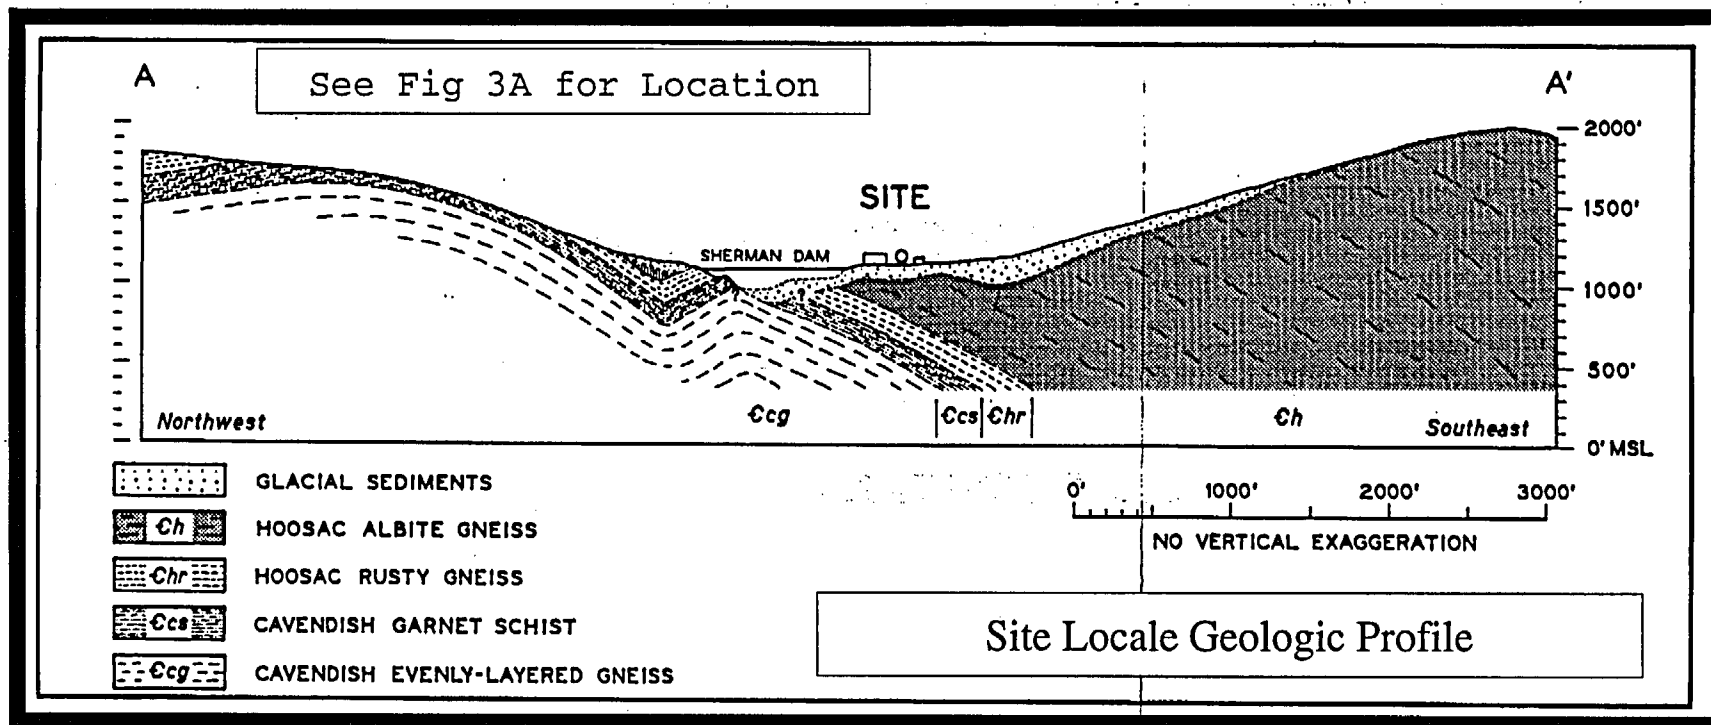 A
See Fig 3A for Location
A'
2000'
SITE
1500'
SHERMAN DAM
1000'
500'
Northwest
Ꞓcg
Ꞓcs
Ꞓhr
Ꞓh
Southeast
0' MSL
GLACIAL SEDIMENTS
0'
1000'
2000'
3000'
Ꞓh
HOOSAC ALBITE GNEISS
NO VERTICAL EXAGGERATION
Ꞓhr
HOOSAC RUSTY GNEISS
Ꞓcs
CAVENDISH GARNET SCHIST
Site Locale Geologic Profile
Ꞓcg
CAVENDISH EVENLY-LAYERED GNEISS